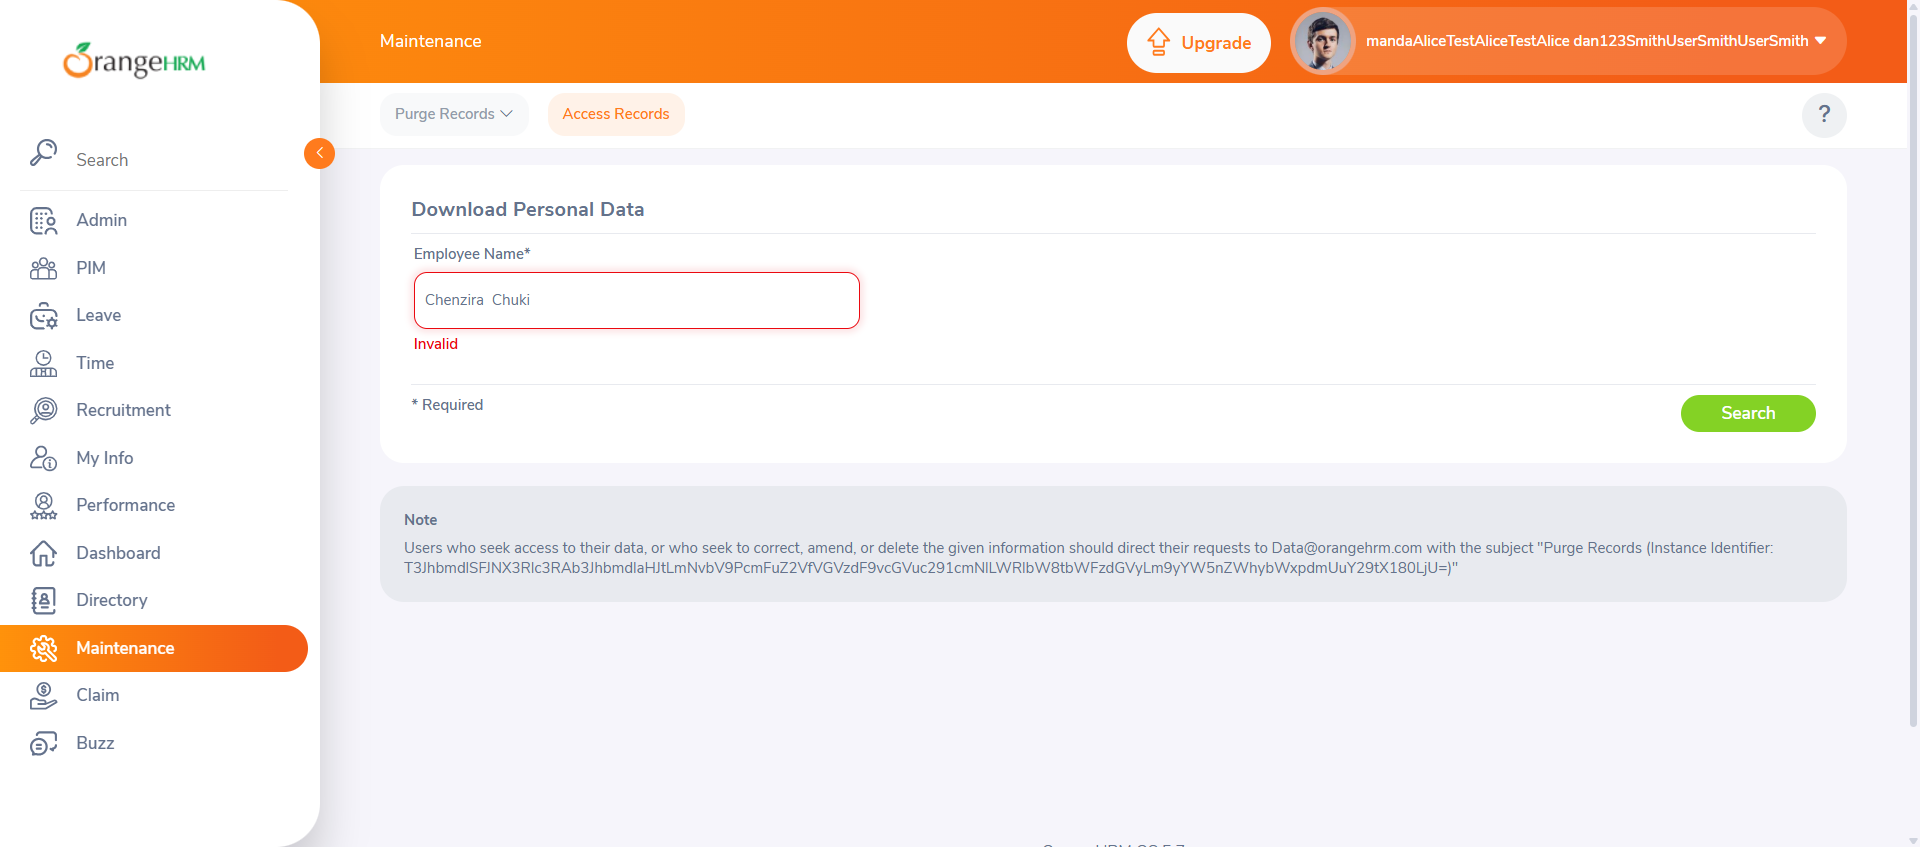 OrangeHRM
Maintenance
Upgrade
mandaAliceTestAliceTestAlice dan123SmithUserSmithUserSmith
Search
Admin
PIM
Leave
Time
Recruitment
My Info
Performance
Dashboard
Directory
Maintenance
Claim
Buzz
Purge Records
Access Records
?
Download Personal Data
Employee Name*
Chenzira  Chuki
Invalid
* Required
Search
Note
Users who seek access to their data, or who seek to correct, amend, or delete the given information should direct their requests to Data@orangehrm.com with the subject "Purge Records (Instance Identifier:
T3JhbmdlSFJNX3Rlc3RAb3JhbmdlaHJtLmNvbV9PcmFuZ2VfVGVzdF9vcGVuc291cmNlLWRlbW8tbWFzdGVyLm9yYW5nZWhybWxpdmUuY29tX180LjU=)"